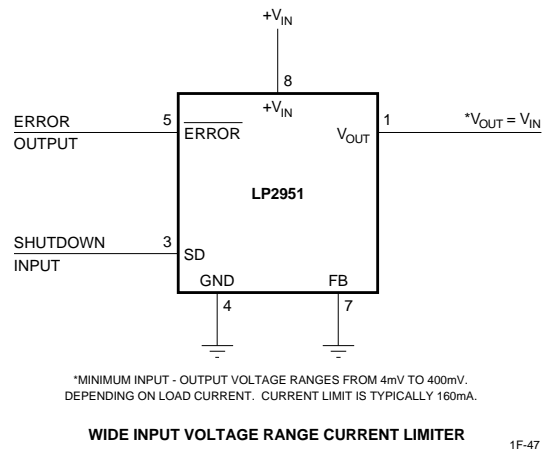 +VIN
8
+VIN
ERROR
OUTPUT
5
ERROR
VOUT
1
*VOUT = VIN
LP2951
SHUTDOWN
INPUT
3
SD
GND
FB
4
7
*MINIMUM INPUT - OUTPUT VOLTAGE RANGES FROM 4mV TO 400mV.
DEPENDING ON LOAD CURRENT. CURRENT LIMIT IS TYPICALLY 160mA.
WIDE INPUT VOLTAGE RANGE CURRENT LIMITER
1F-47